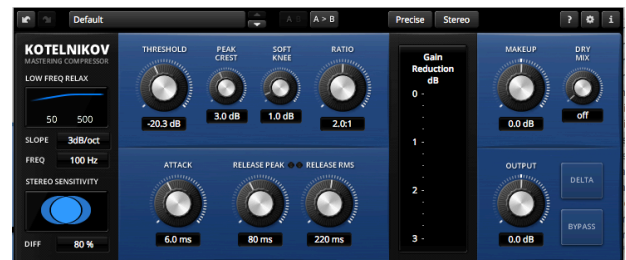 Default
A B
A > B
Precise
Stereo
?
i
KOTELNIKOV
MASTERING COMPRESSOR
LOW FREQ RELAX
50 500
SLOPE 3dB/oct
FREQ 100 Hz
STEREO SENSITIVITY
DIFF 80 %
THRESHOLD
-20.3 dB
PEAK
CREST
3.0 dB
SOFT
KNEE
1.0 dB
RATIO
2.0:1
ATTACK
6.0 ms
RELEASE PEAK
80 ms
RELEASE RMS
220 ms
Gain
Reduction
dB
0 -
1 -
2 -
3 -
MAKEUP
0.0 dB
DRY
MIX
off
OUTPUT
0.0 dB
DELTA
BYPASS